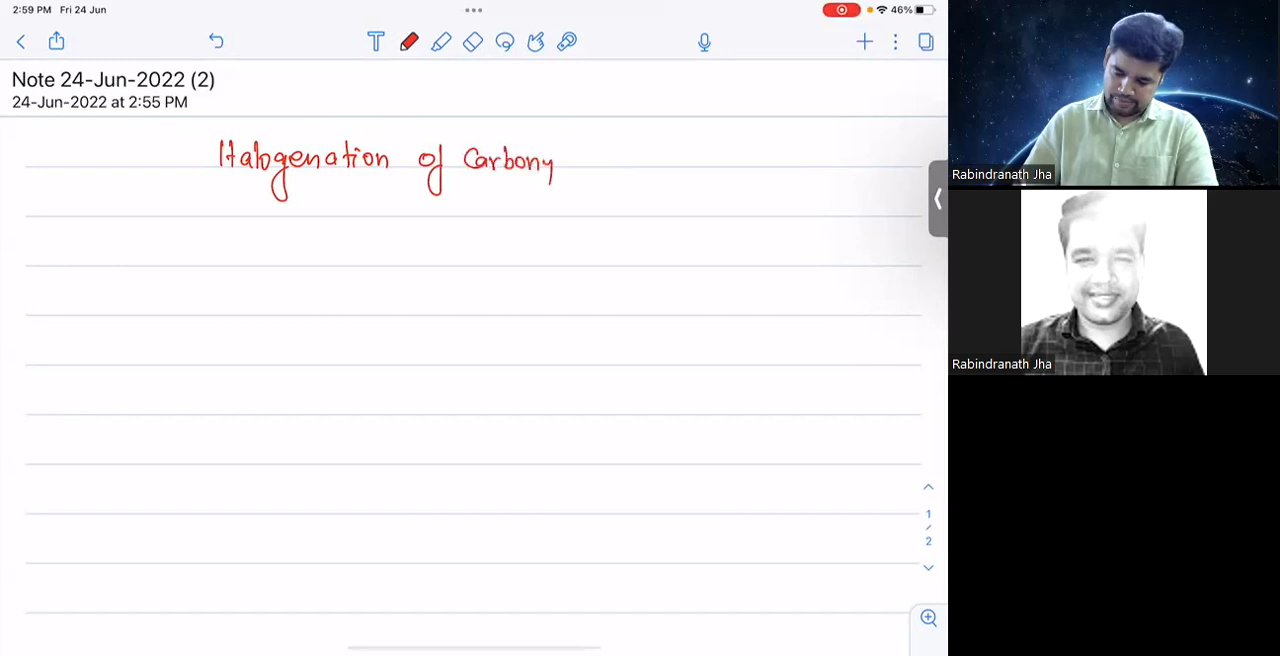 2:59 PM Fri 24 Jun
46%
T
Note 24-Jun-2022 (2)
24-Jun-2022 at 2:55 PM
Halogenation of Carbony
1
/
2
Rabindranath Jha
Rabindranath Jha